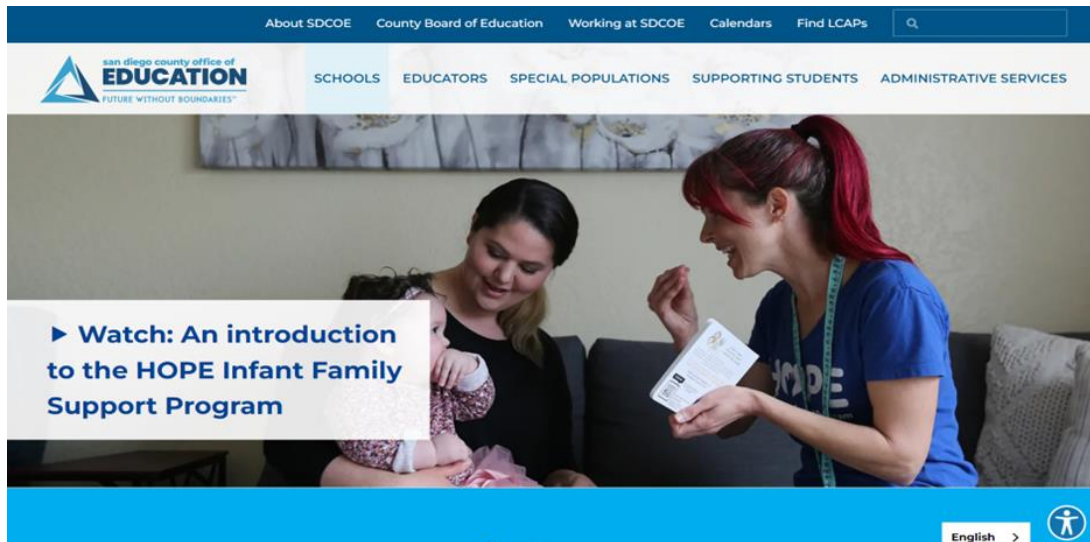 About SDCOE County Board of Education Working at SDCOE Calendars Find LCAPs
san diego county office of
EDUCATION
FUTURE WITHOUT BOUNDARIES™
SCHOOLS EDUCATORS SPECIAL POPULATIONS SUPPORTING STUDENTS ADMINISTRATIVE SERVICES
► Watch: An introduction
to the HOPE Infant Family
Support Program
HOPE
English >